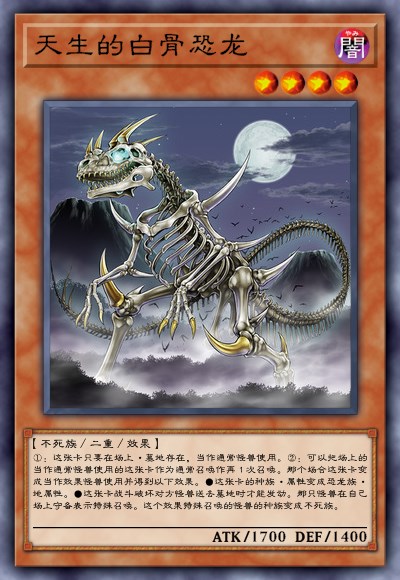 天生的白骨恐龙
やみ
闇
【不死族/二重/效果】
①：这张卡只要在场上・墓地存在，当作通常怪兽使用。②：可以把场上的
当作通常怪兽使用的这张卡作为通常召唤作再1次召唤。那个场合这张卡变
成当作效果怪兽使用并得到以下效果。●这张卡的种族・属性变成恐龙族・
地属性。●这张卡战斗破坏对方怪兽送去墓地时才能发动。那只怪兽在自己
场上守备表示特殊召唤。这个效果特殊召唤的怪兽的种族变成不死族。
ATK/1700 DEF/1400